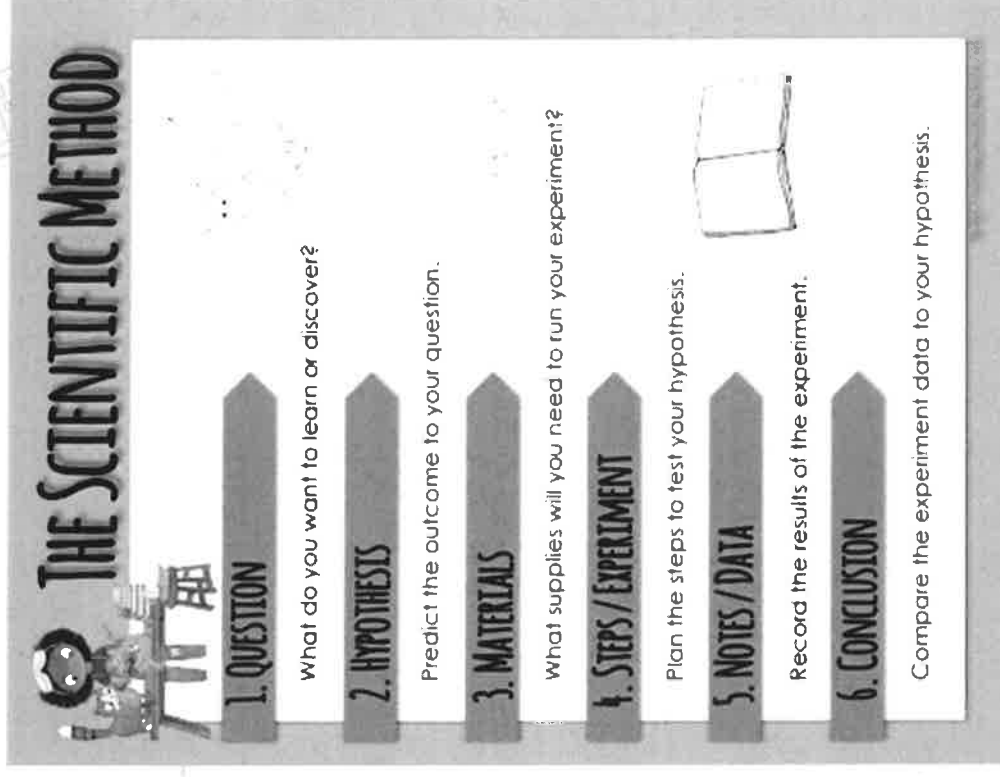 THE SCIENTIFIC METHOD
1. QUESTION
What do you want to learn or discover?
2. HYPOTHESIS
Predict the outcome to your question.
3. MATERIALS
What supplies will you need to run your experiment?
4. STEPS/EXPERIMENT
Plan the steps to test your hypothesis.
5. NOTES/DATA
Record the results of the experiment.
6. CONCLUSION
Compare the experiment data to your hypothesis.